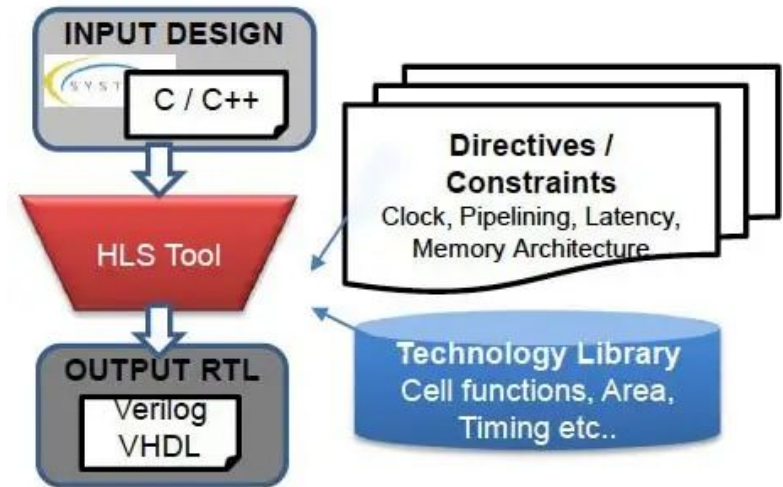 INPUT DESIGN
SYST
C / C++
Directives /
Constraints
Clock, Pipelining, Latency,
Memory Architecture
HLS Tool
Technology Library
Cell functions, Area,
Timing etc..
OUTPUT RTL
Verilog
VHDL